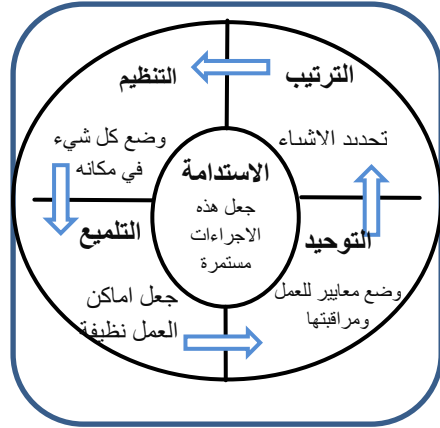 الترتيب
تحديد الاشياء
التنظيم
وضع كل شيء
في مكانه
الاستدامة
جعل هذه
الاجراءات
مستمرة
التلميع
جعل اماكن
العمل نظيفة
التوحيد
وضع معايير للعمل
ومراقبتها